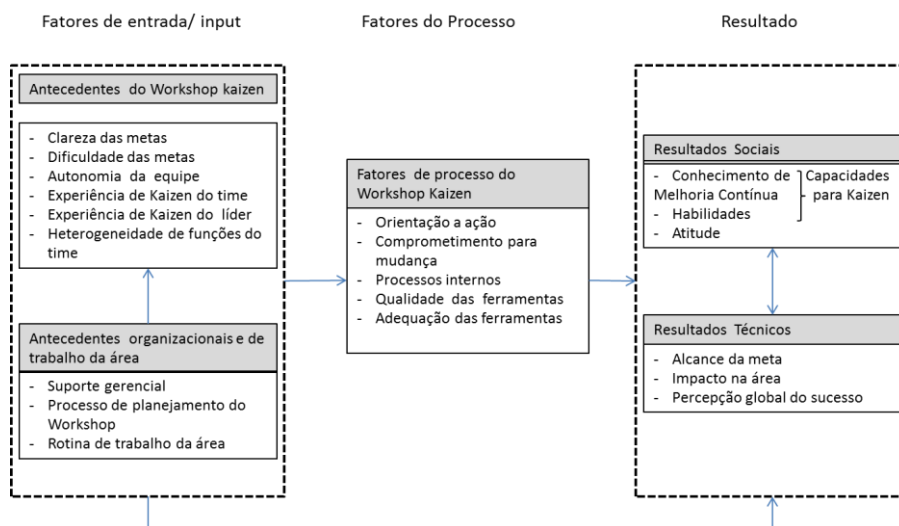 Fatores de entrada/ input
Fatores do Processo
Resultado
Antecedentes do Workshop kaizen
- Clareza das metas
- Dificuldade das metas
- Autonomia da equipe
- Experiência de Kaizen do time
- Experiência de Kaizen do líder
- Heterogeneidade de funções do
time
Antecedentes organizacionais e de
trabalho da área
- Suporte gerencial
- Processo de planejamento do
Workshop
- Rotina de trabalho da área
Fatores de processo do
Workshop Kaizen
- Orientação a ação
- Comprometimento para
mudança
- Processos internos
- Qualidade das ferramentas
- Adequação das ferramentas
Resultados Sociais
- Conhecimento de
Melhoria Contínua
- Habilidades
- Atitude
Capacidades
para Kaizen
Resultados Técnicos
- Alcance da meta
- Impacto na área
- Percepção global do sucesso